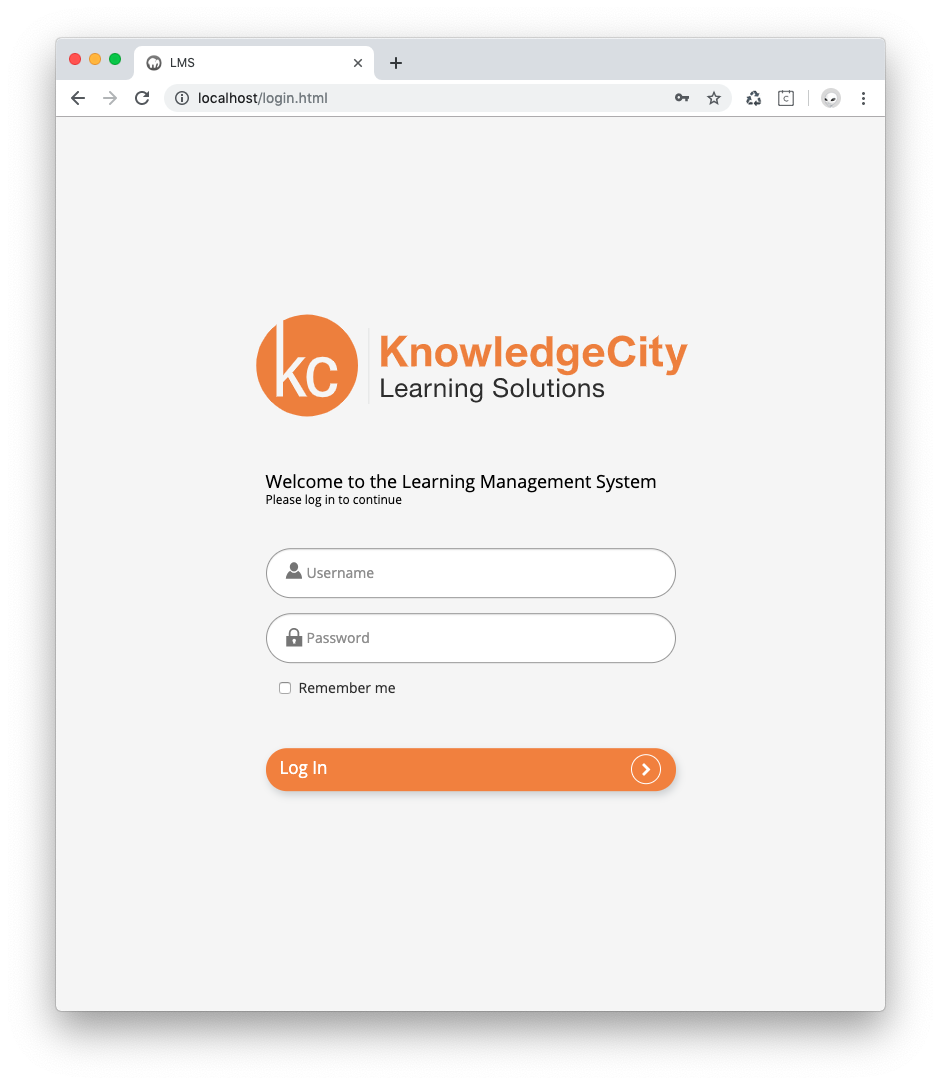 LMS
localhost/login.html
C
kc
KnowledgeCity
Learning Solutions
Welcome to the Learning Management System
Please log in to continue
Username
Password
Remember me
Log In